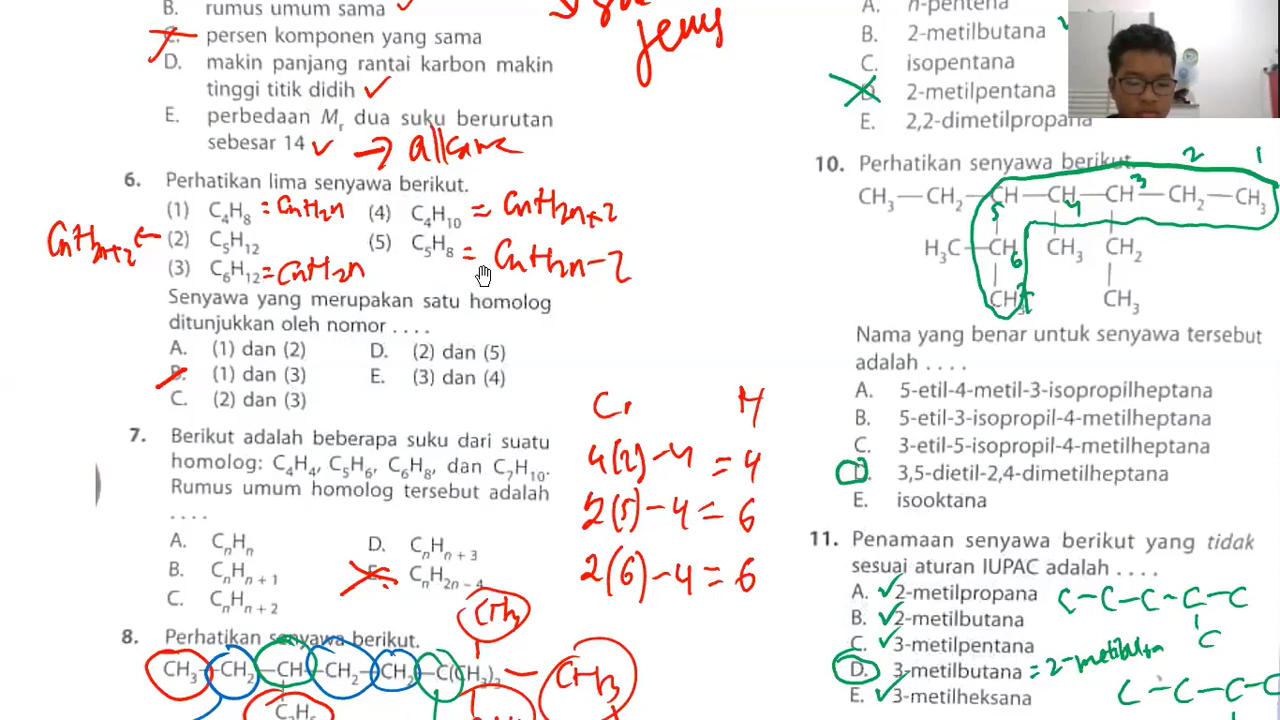 B. rumus umum sama ✓
C. persen komponen yang sama
D. makin panjang rantai karbon makin
tinggi titik didih ✓
E. perbedaan Mr dua suku berurutan
sebesar 14 ✓ → alkana
jenuh
6. Perhatikan lima senyawa berikut.
(1) C4H8 = CnH2n (4) C4H10 = CnH2n+2
CnH2n+2 ← (2) C5H12 (5) C5H8 = CnH2n-2
(3) C6H12 = CnH2n
Senyawa yang merupakan satu homolog
ditunjukkan oleh nomor . . . .
A. (1) dan (2) D. (2) dan (5)
B. (1) dan (3) E. (3) dan (4)
C. (2) dan (3)
7. Berikut adalah beberapa suku dari suatu
homolog: C4H4, C5H6, C6H8, dan C7H10.
Rumus umum homolog tersebut adalah
. . . .
A. CnHn D. CnHn + 3
B. CnHn + 1 E. CnH2n – 4
C. CnHn + 2
C H
4(2) - 4 = 4
2(5) - 4 = 6
2(6) - 4 = 6
8. Perhatikan senyawa berikut.
CH3
CH3—CH2—CH—CH2—CH2—C(CH3)3 — CH3
C2H5
A. n-pentena
B. 2-metilbutana ✓
C. isopentana
D. 2-metilpentana
E. 2,2-dimetilpropana
10. Perhatikan senyawa berikut.
2 1
CH3—CH2—CH—CH—CH—CH2—CH3
5 4 3
H3C—CH CH3 CH2
6
CH3 CH3
7
Nama yang benar untuk senyawa tersebut
adalah . . . .
A. 5-etil-4-metil-3-isopropilheptana
B. 5-etil-3-isopropil-4-metilheptana
C. 3-etil-5-isopropil-4-metilheptana
D. 3,5-dietil-2,4-dimetilheptana
E. isooktana
11. Penamaan senyawa berikut yang tidak
sesuai aturan IUPAC adalah . . . .
A. ✓ 2-metilpropana C-C-C-C-C
B. ✓ 2-metilbutana C
C. ✓ 3-metilpentana
D. 3-metilbutana = 2-metilbutana
E. ✓ 3-metilheksana C-C-C-C